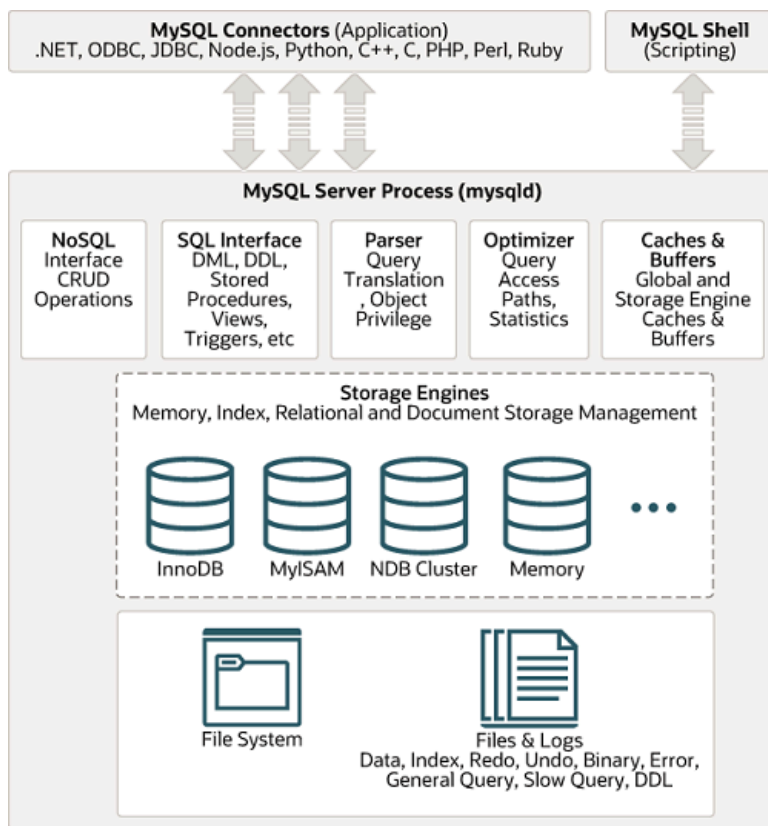 MySQL Connectors (Application)
.NET, ODBC, JDBC, Node.js, Python, C++, C, PHP, Perl, Ruby
MySQL Shell
(Scripting)
MySQL Server Process (mysqld)
NoSQL
Interface
CRUD
Operations
SQL Interface
DML, DDL,
Stored
Procedures,
Views,
Triggers, etc
Parser
Query
Translation
, Object
Privilege
Optimizer
Query
Access
Paths,
Statistics
Caches &
Buffers
Global and
Storage Engine
Caches &
Buffers
Storage Engines
Memory, Index, Relational and Document Storage Management
InnoDB
MyISAM
NDB Cluster
Memory
File System
Files & Logs
Data, Index, Redo, Undo, Binary, Error,
General Query, Slow Query, DDL